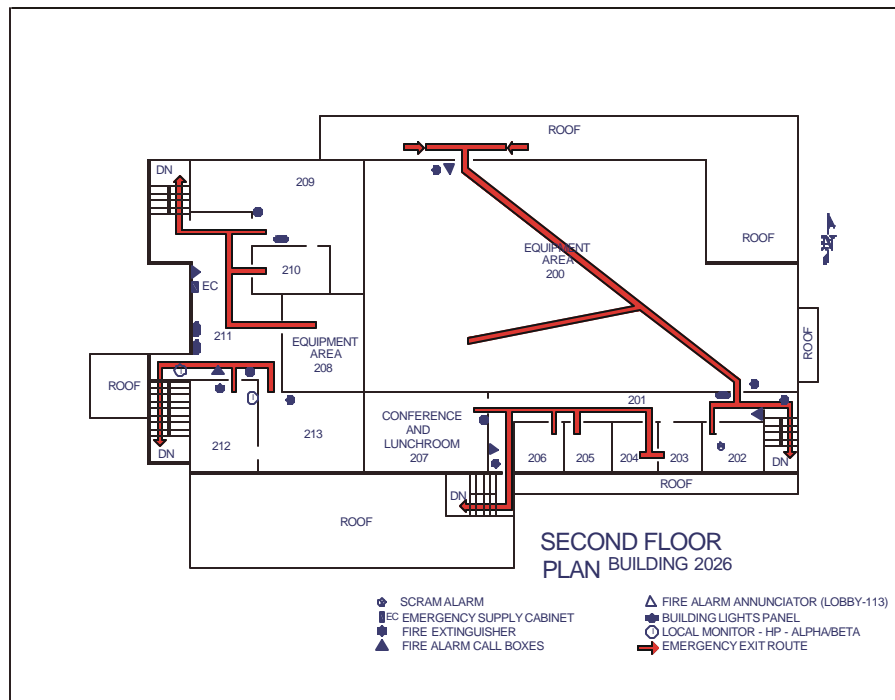 ROOF
DN
209
ROOF
EQUIPMENT
AREA
200
210
EC
211
EQUIPMENT
AREA
208
ROOF
ROOF
201
CONFERENCE
AND
LUNCHROOM
207
212
213
206
205
204
203
202
DN
DN
DN
ROOF
ROOF
SECOND FLOOR
PLAN BUILDING 2026
SCRAM ALARM
EC EMERGENCY SUPPLY CABINET
FIRE EXTINGUISHER
FIRE ALARM CALL BOXES
FIRE ALARM ANNUNCIATOR (LOBBY-113)
BUILDING LIGHTS PANEL
LOCAL MONITOR - HP - ALPHA/BETA
EMERGENCY EXIT ROUTE